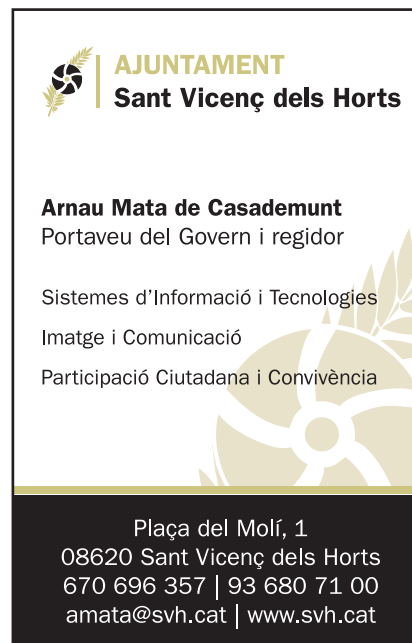 AJUNTAMENT
Sant Vicenç dels Horts
Arnau Mata de Casademunt
Portaveu del Govern i regidor
Sistemes d'Informació i Tecnologies
Imatge i Comunicació
Participació Ciutadana i Convivència
Plaça del Molí, 1
08620 Sant Vicenç dels Horts
670 696 357 | 93 680 71 00
amata@svh.cat | www.svh.cat